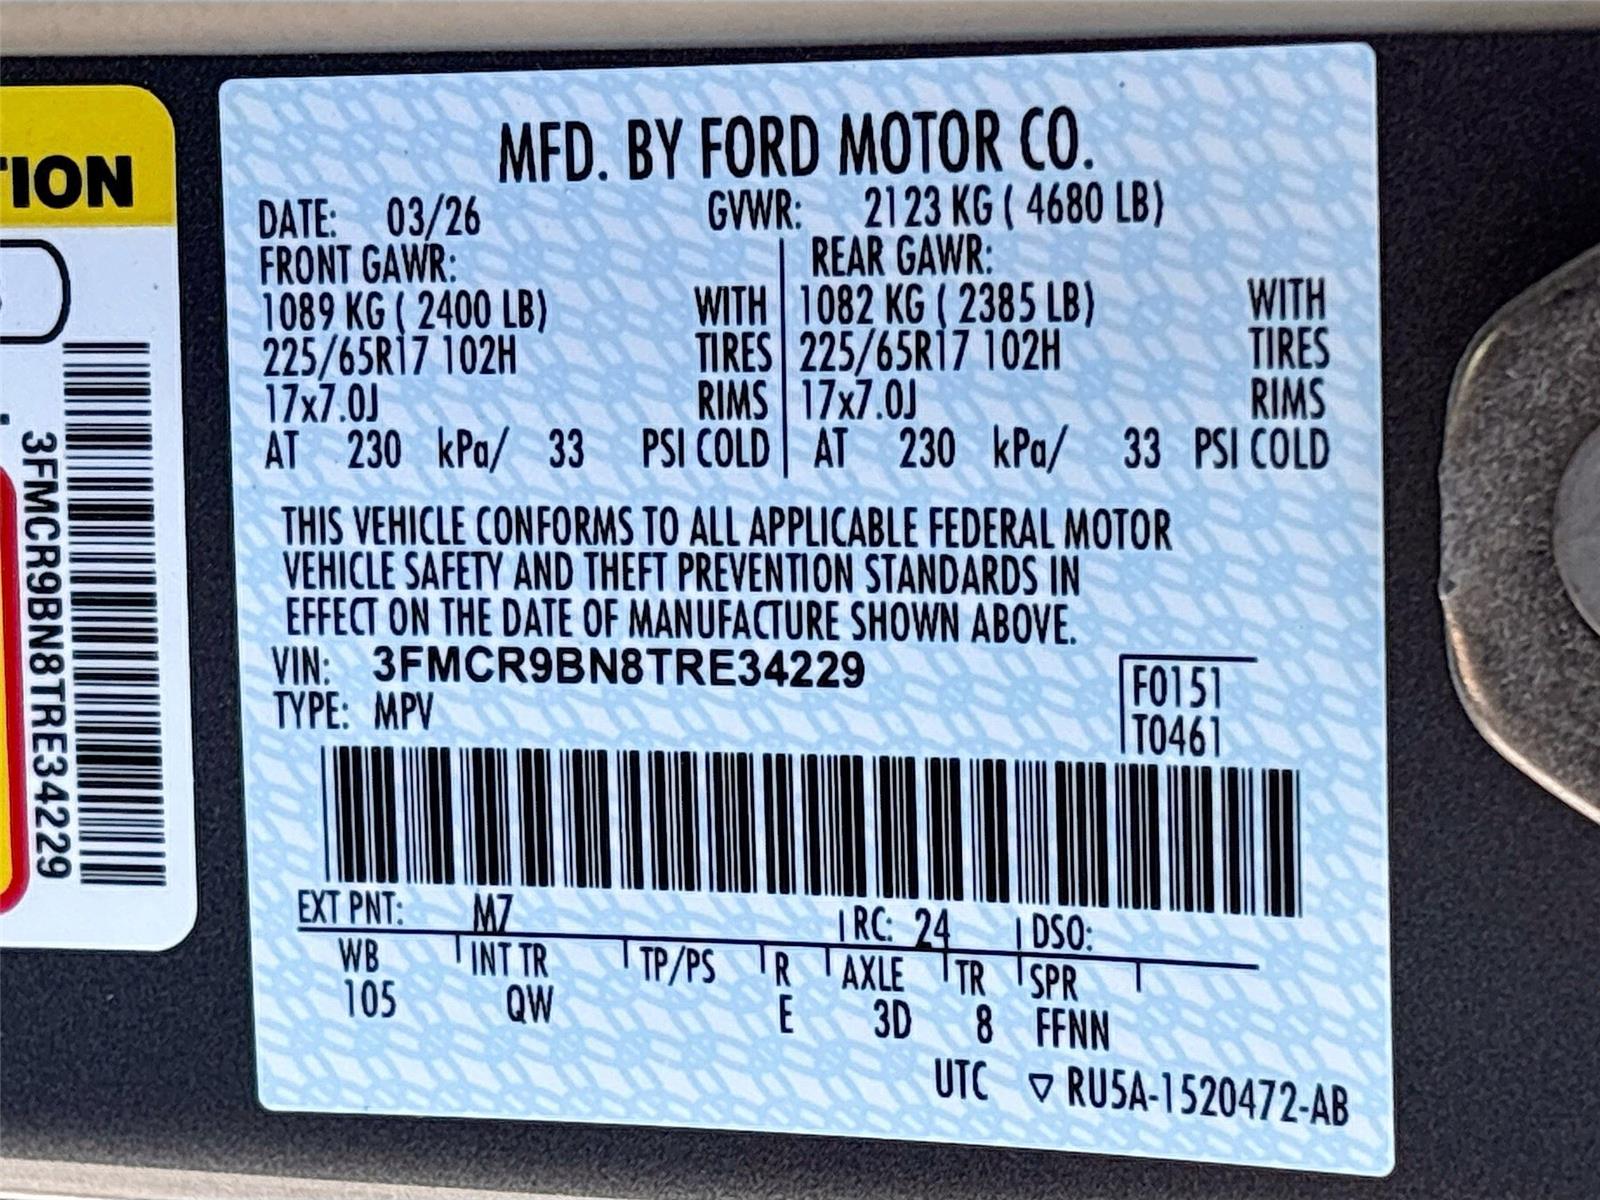 TION
3FMCR9BN8TRE34229
MFD. BY FORD MOTOR CO.
DATE: 03/26 GVWR: 2123 KG ( 4680 LB)
FRONT GAWR: REAR GAWR:
1089 KG ( 2400 LB) WITH 1082 KG ( 2385 LB) WITH
225/65R17 102H TIRES 225/65R17 102H TIRES
17x7.0J RIMS 17x7.0J RIMS
AT 230 kPa/ 33 PSI COLD AT 230 kPa/ 33 PSI COLD
THIS VEHICLE CONFORMS TO ALL APPLICABLE FEDERAL MOTOR
VEHICLE SAFETY AND THEFT PREVENTION STANDARDS IN
EFFECT ON THE DATE OF MANUFACTURE SHOWN ABOVE.
VIN: 3FMCR9BN8TRE34229 F0151
TYPE: MPV T0461
EXT PNT: M7 RC: 24 DSO:
WB INT TR TP/PS R AXLE TR SPR
105 QW E 3D 8 FFNN
UTC ▽ RU5A-1520472-AB